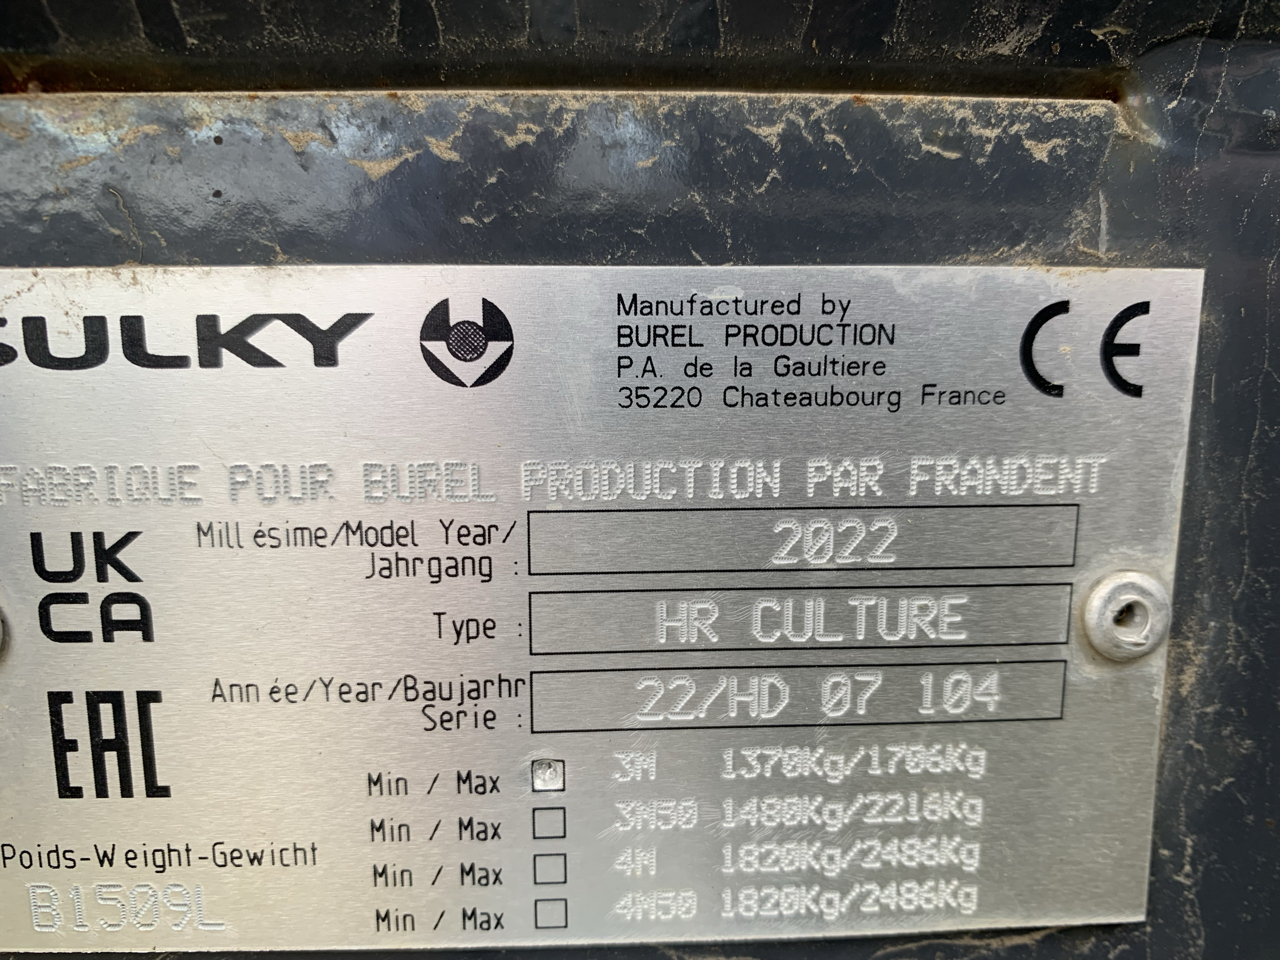 SULKY
Manufactured by
BUREL PRODUCTION
P.A. de la Gaultiere
35220 Chateaubourg France
CE
FABRIQUE POUR BUREL PRODUCTION PAR FRANDENT
UK
CA
EAC
Millésime/Model Year/
Jahrgang : 2022
Type : HR CULTURE
Année/Year/Baujarhr
Serie : 22/HD 07 104
Min / Max 3M 1370Kg/1706Kg
Min / Max 3M50 1480Kg/2216Kg
Min / Max 4M 1820Kg/2486Kg
Min / Max 4M50 1820Kg/2486Kg
Poids-Weight-Gewicht
B1509L